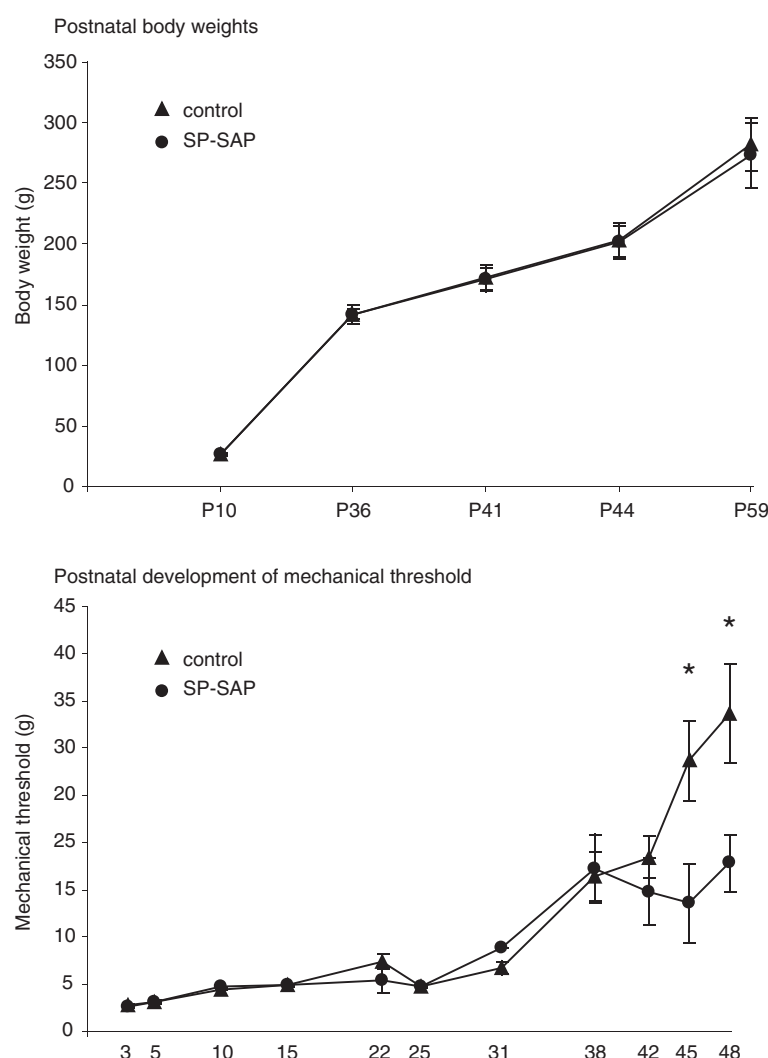 Postnatal body weights
350
300
250
200
150
100
50
0
control
SP-SAP
Body weight (g)
P10 P36 P41 P44 P59
Postnatal development of mechanical threshold
45
40
35
30
20
25
15
10
5
0
control
SP-SAP
*
*
Mechanical threshold (g)
3 5 10 15 22 25 31 38 42 45 48